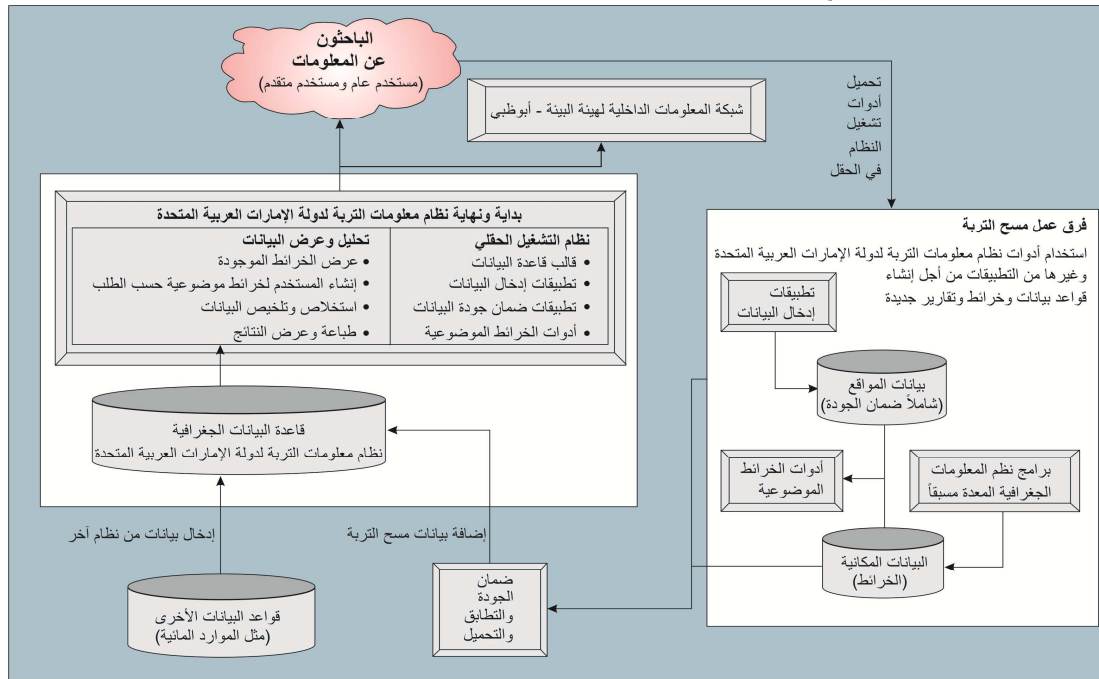 الباحثون
عن المعلومات
(مستخدم عام ومستخدم متقدم)
شبكة المعلومات الداخلية لهيئة البيئة - أبوظبي
تحميل
أدوات
تشغيل
النظام
في الحقل
بداية ونهاية نظام معلومات التربة لدولة الإمارات العربية المتحدة
نظام التشغيل الحقلي
• قالب قاعدة البيانات
• تطبيقات إدخال البيانات
• تطبيقات ضمان جودة البيانات
• أدوات الخرائط الموضوعية
تحليل وعرض البيانات
• عرض الخرائط الموجودة
• إنشاء المستخدم لخرائط موضوعية حسب الطلب
• استخلاص وتلخيص البيانات
• طباعة وعرض النتائج
قاعدة البيانات الجغرافية
نظام معلومات التربة لدولة الإمارات العربية المتحدة
إدخال بيانات من نظام آخر
إضافة بيانات مسح التربة
قواعد البيانات الأخرى
(مثل الموارد المائية)
ضمان
الجودة
والتطابق
والتحميل
فرق عمل مسح التربة
استخدام أدوات نظام معلومات التربة لدولة الإمارات العربية المتحدة
وغيرها من التطبيقات من أجل إنشاء
قواعد بيانات وخرائط وتقارير جديدة
تطبيقات
إدخال البيانات
بيانات المواقع
(شاملاً ضمان الجودة)
أدوات الخرائط
الموضوعية
برامج نظم المعلومات
الجغرافية المعدة مسبقاً
البيانات المكانية
(الخرائط)